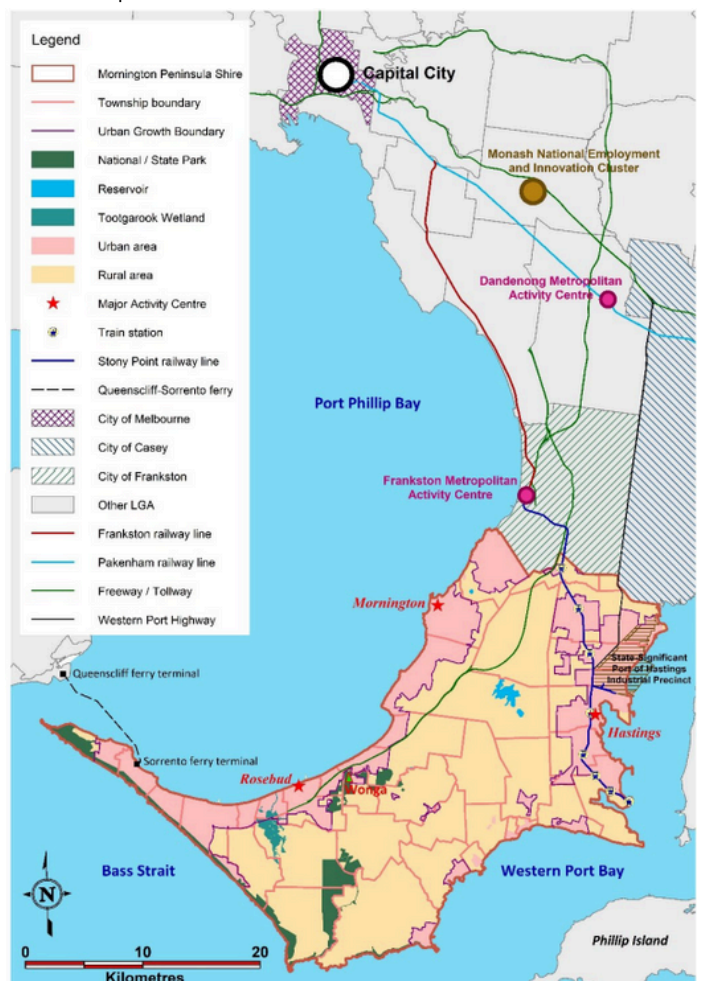 Legend
Mornington Peninsula Shire
Township boundary
Urban Growth Boundary
National / State Park
Reservoir
Tootgarook Wetland
Urban area
Rural area
Major Activity Centre
Train station
Stony Point railway line
Queenscliff-Sorrento ferry
City of Melbourne
City of Casey
City of Frankston
Other LGA
Frankston railway line
Pakenham railway line
Freeway / Tollway
Western Port Highway
Capital City
Monash National Employment
and Innovation Cluster
Dandenong Metropolitan
Activity Centre
Port Phillip Bay
Frankston Metropolitan
Activity Centre
Mornington
State-Significant
Port of Hastings
Industrial Precinct
Queenscliff ferry terminal
Hastings
Sorrento ferry terminal
Rosebud
Wonga
Bass Strait
Western Port Bay
N
Phillip Island
0 10 20
Kilometres